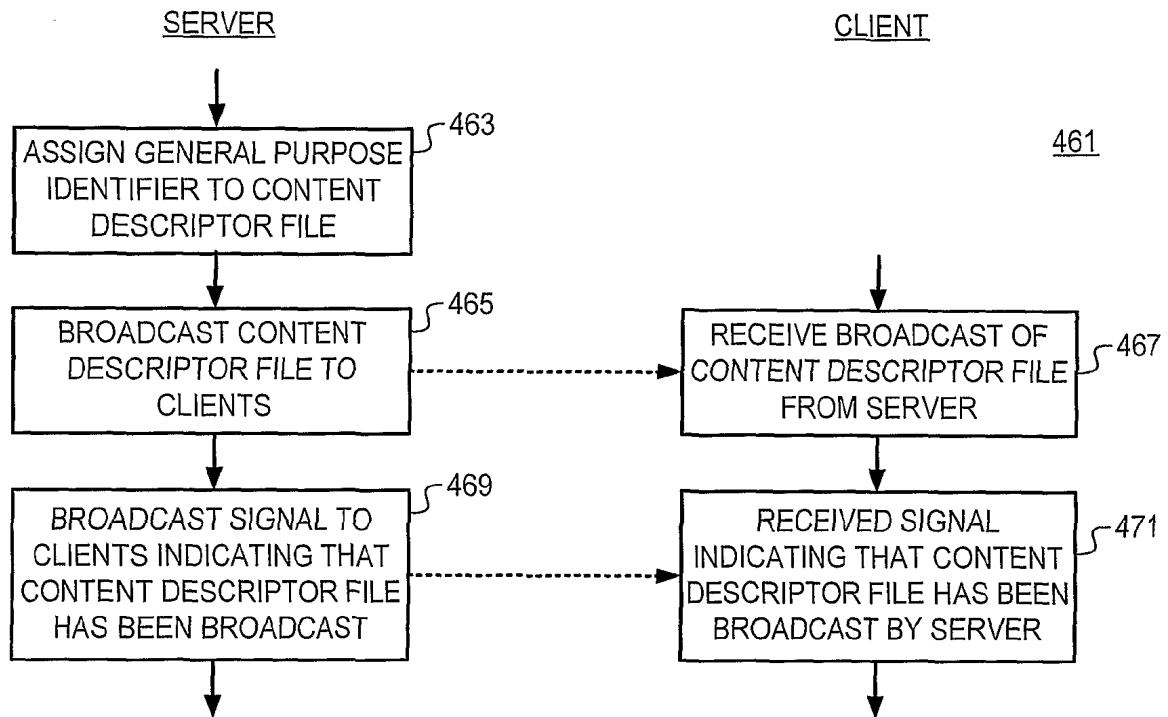 SERVER
CLIENT
461
463
ASSIGN GENERAL PURPOSE
IDENTIFIER TO CONTENT
DESCRIPTOR FILE
465
BROADCAST CONTENT
DESCRIPTOR FILE TO
CLIENTS
467
RECEIVE BROADCAST OF
CONTENT DESCRIPTOR FILE
FROM SERVER
469
BROADCAST SIGNAL TO
CLIENTS INDICATING THAT
CONTENT DESCRIPTOR FILE
HAS BEEN BROADCAST
471
RECEIVED SIGNAL
INDICATING THAT CONTENT
DESCRIPTOR FILE HAS BEEN
BROADCAST BY SERVER